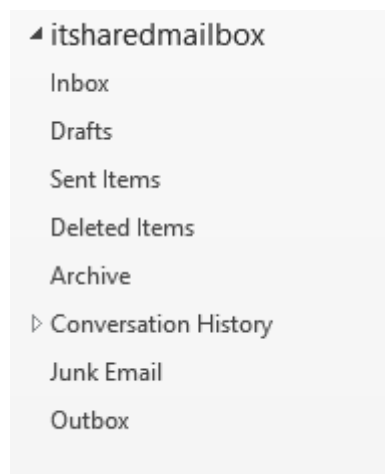 itsharedmailbox
Inbox
Drafts
Sent Items
Deleted Items
Archive
Conversation History
Junk Email
Outbox